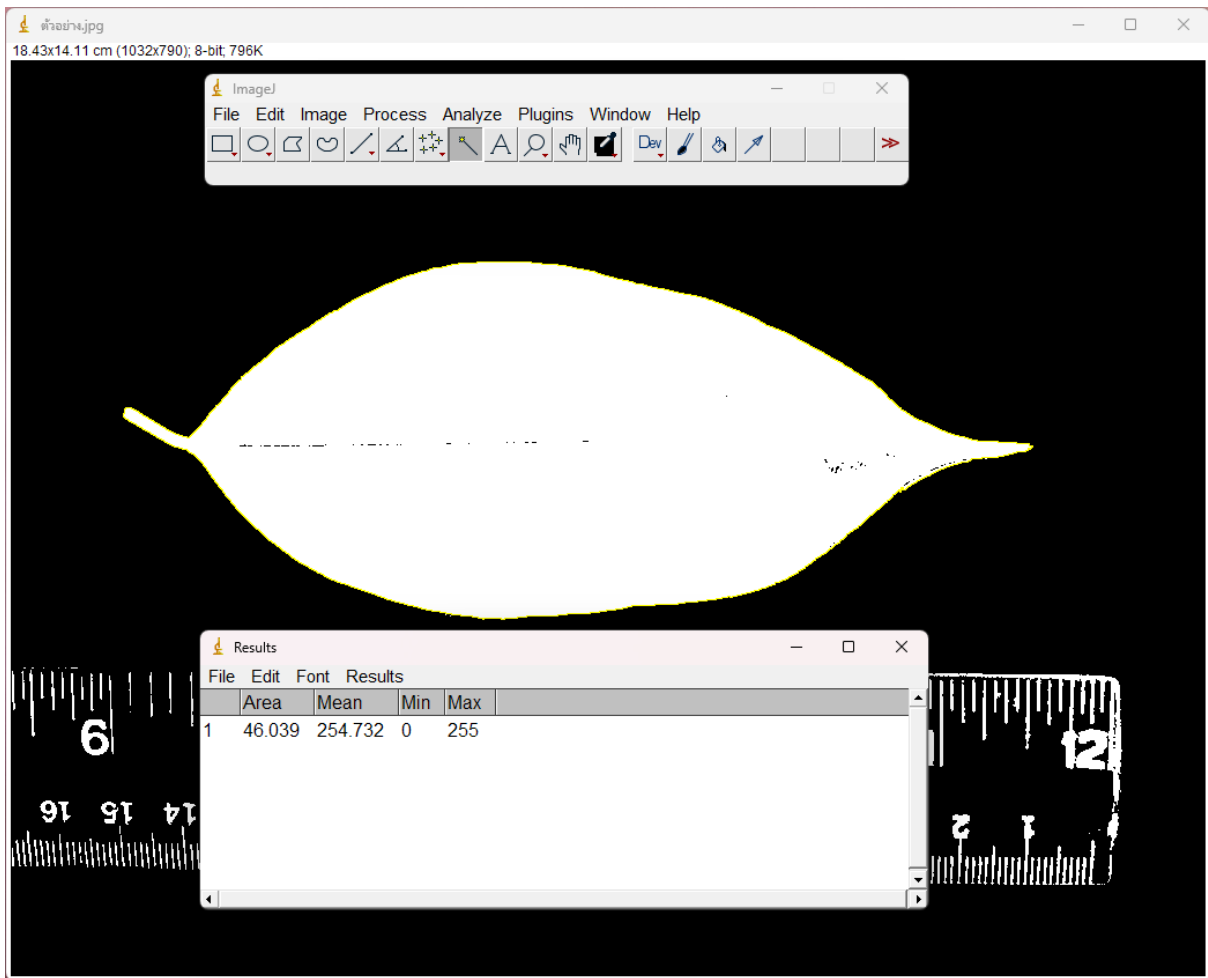 ตัวอย่าง.jpg
18.43x14.11 cm (1032x790); 8-bit; 796K
ImageJ
File Edit Image Process Analyze Plugins Window Help
A Dev
Results
File Edit Font Results
Area Mean Min Max
1 46.039 254.732 0 255
6
12
16 15 14
2 1